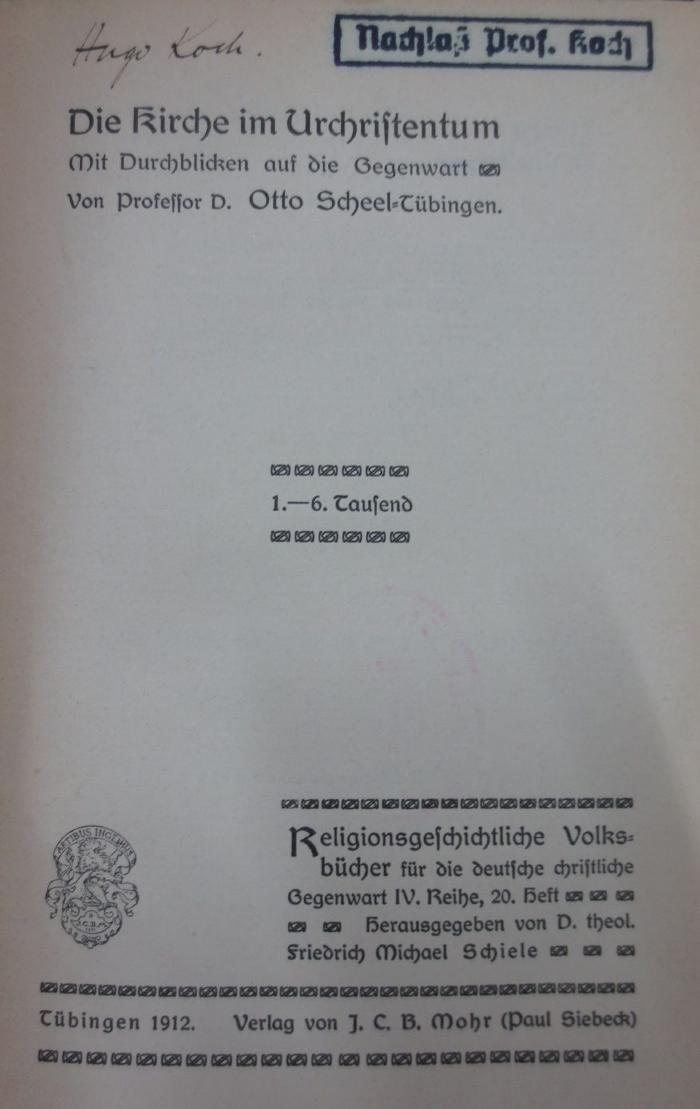 Hugo Koch.
Nachlaß Prof. Koch
Die Kirche im Urchriſtentum
Mit Durchblicken auf die Gegenwart
Von Profeſſor D. Otto Scheel-Tübingen.
1.—6. Tauſend
ARTIBUS INGENUIS
Religionsgeſchichtliche Volks-
bücher für die deutſche chriſtliche
Gegenwart IV. Reihe, 20. Heft
Herausgegeben von D. theol.
Friedrich Michael Schiele
Tübingen 1912. Verlag von J. C. B. Mohr (Paul Siebeck)